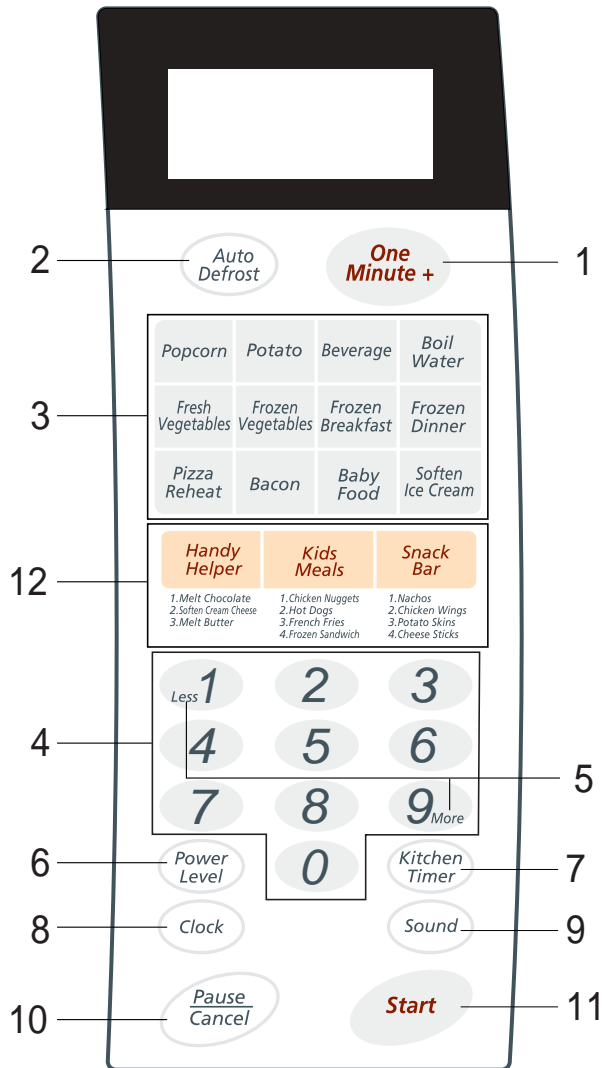 2
Auto
Defrost
One
Minute +
1
3
Popcorn
Potato
Beverage
Boil
Water
Fresh
Vegetables
Frozen
Vegetables
Frozen
Breakfast
Frozen
Dinner
Pizza
Reheat
Bacon
Baby
Food
Soften
Ice Cream
12
Handy
Helper
1.Melt Chocolate
2.Soften Cream Cheese
3.Melt Butter
Kids
Meals
1.Chicken Nuggets
2.Hot Dogs
3.French Fries
4.Frozen Sandwich
Snack
Bar
1.Nachos
2.Chicken Wings
3.Potato Skins
4.Cheese Sticks
4
Less 1
2
3
4
5
6
5
7
8
9 More
6
Power
Level
0
Kitchen
Timer
7
8
Clock
Sound
9
10
Pause
Cancel
Start
11